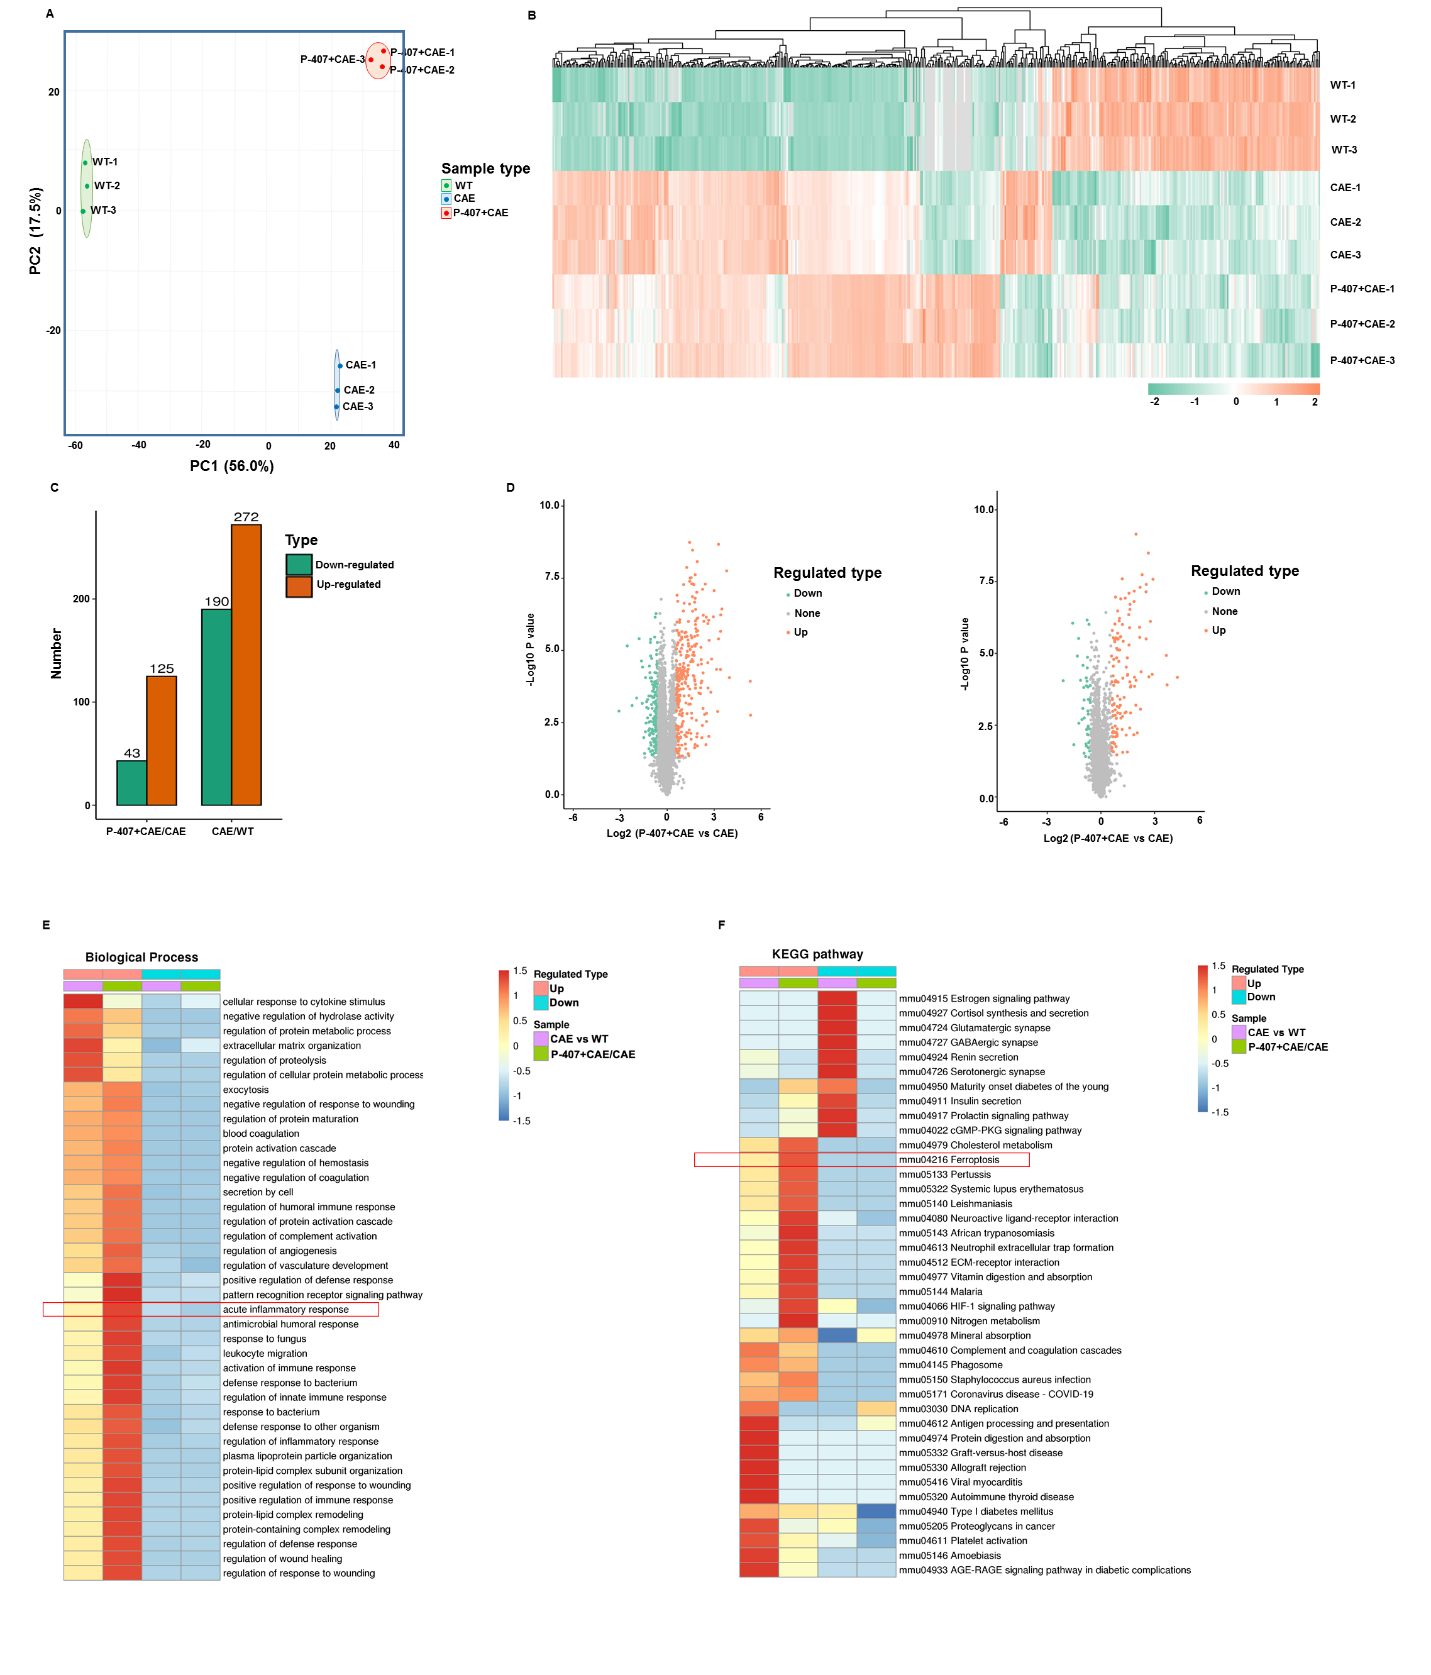 A
P-407+CAE-1
P-407+CAE-3
P-407+CAE-2
20
WT-1
WT-2
0
WT-3
-20
CAE-1
CAE-2
CAE-3
-60
-40
-20
0
20
40
PC1 (56.0%)
PC2 (17.5%)
Sample type
WT
CAE
P-407+CAE
B
WT-1
WT-2
WT-3
CAE-1
CAE-2
CAE-3
P-407+CAE-1
P-407+CAE-2
P-407+CAE-3
-2
-1
0
1
2
C
272
190
125
43
200
100
0
Number
P-407+CAE/CAE
CAE/WT
Type
Down-regulated
Up-regulated
D
10.0
7.5
5.0
2.5
0.0
-Log10 P value
-6
-3
0
3
6
Log2 (P-407+CAE vs CAE)
Regulated type
Down
None
Up
10.0
7.5
5.0
2.5
0.0
-Log10 P value
-6
-3
0
3
6
Log2 (P-407+CAE vs CAE)
Regulated type
Down
None
Up
E
Biological Process
cellular response to cytokine stimulus
negative regulation of hydrolase activity
regulation of protein metabolic process
extracellular matrix organization
regulation of proteolysis
regulation of cellular protein metabolic process
exocytosis
negative regulation of response to wounding
regulation of protein maturation
blood coagulation
protein activation cascade
negative regulation of hemostasis
negative regulation of coagulation
secretion by cell
regulation of humoral immune response
regulation of protein activation cascade
regulation of complement activation
regulation of angiogenesis
regulation of vasculature development
positive regulation of defense response
pattern recognition receptor signaling pathway
acute inflammatory response
antimicrobial humoral response
response to fungus
leukocyte migration
activation of immune response
defense response to bacterium
regulation of innate immune response
response to bacterium
defense response to other organism
regulation of inflammatory response
plasma lipoprotein particle organization
protein-lipid complex subunit organization
positive regulation of response to wounding
positive regulation of immune response
protein-lipid complex remodeling
protein-containing complex remodeling
regulation of defense response
regulation of wound healing
regulation of response to wounding
1.5
1
0.5
0
-0.5
-1
-1.5
Regulated Type
Up
Down
Sample
CAE vs WT
P-407+CAE/CAE
F
KEGG pathway
mmu04915 Estrogen signaling pathway
mmu04927 Cortisol synthesis and secretion
mmu04724 Glutamatergic synapse
mmu04727 GABAergic synapse
mmu04924 Renin secretion
mmu04726 Serotonergic synapse
mmu04950 Maturity onset diabetes of the young
mmu04911 Insulin secretion
mmu04917 Prolactin signaling pathway
mmu04022 cGMP-PKG signaling pathway
mmu04979 Cholesterol metabolism
mmu04216 Ferroptosis
mmu05133 Pertussis
mmu05322 Systemic lupus erythematosus
mmu05140 Leishmaniasis
mmu04080 Neuroactive ligand-receptor interaction
mmu05143 African trypanosomiasis
mmu04613 Neutrophil extracellular trap formation
mmu04512 ECM-receptor interaction
mmu04977 Vitamin digestion and absorption
mmu05144 Malaria
mmu04066 HIF-1 signaling pathway
mmu00910 Nitrogen metabolism
mmu04978 Mineral absorption
mmu04610 Complement and coagulation cascades
mmu04145 Phagosome
mmu05150 Staphylococcus aureus infection
mmu05171 Coronavirus disease - COVID-19
mmu03030 DNA replication
mmu04612 Antigen processing and presentation
mmu04974 Protein digestion and absorption
mmu05332 Graft-versus-host disease
mmu05330 Allograft rejection
mmu05416 Viral myocarditis
mmu05320 Autoimmune thyroid disease
mmu04940 Type I diabetes mellitus
mmu05205 Proteoglycans in cancer
mmu04611 Platelet activation
mmu05146 Amoebiasis
mmu04933 AGE-RAGE signaling pathway in diabetic complications
1.5
1
0.5
0
-0.5
-1
-1.5
Regulated Type
Up
Down
Sample
CAE vs WT
P-407+CAE/CAE